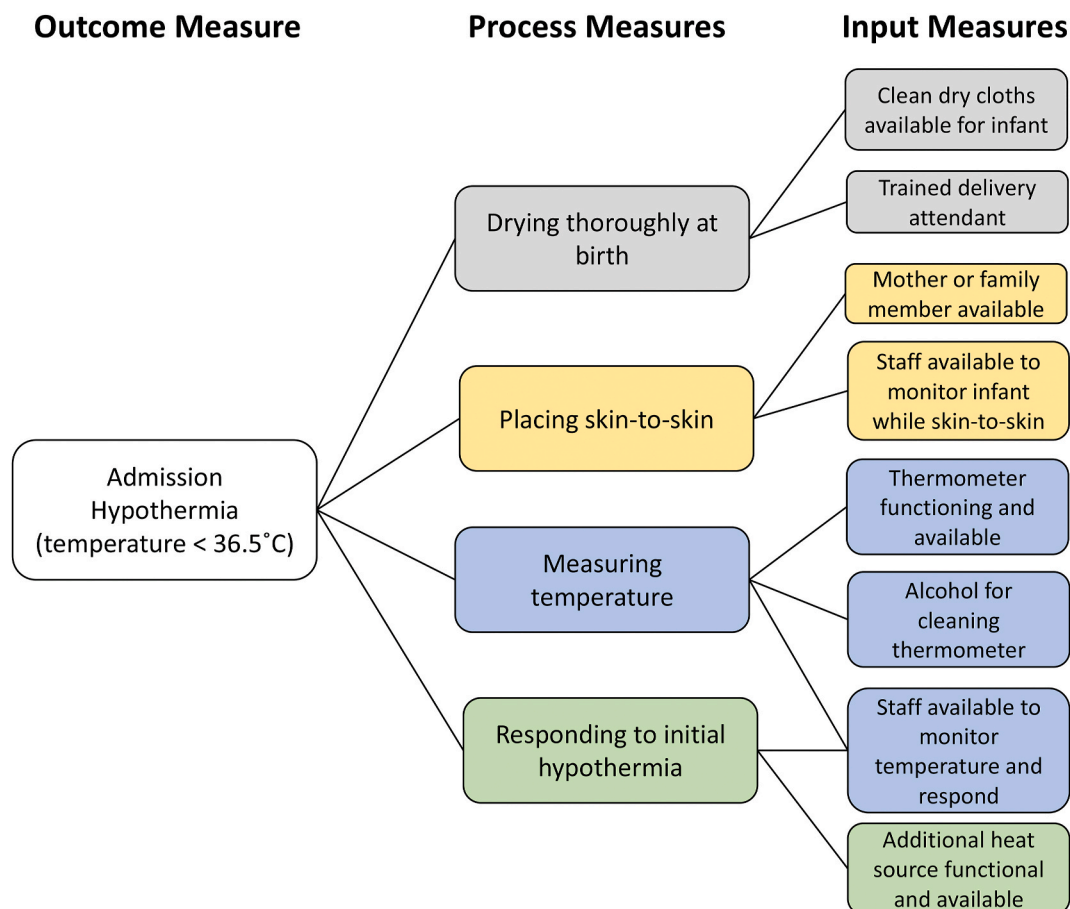 Outcome Measure
Process Measures
Input Measures
Admission
Hypothermia
(temperature < 36.5˚C)
Drying thoroughly at
birth
Placing skin-to-skin
Measuring
temperature
Responding to initial
hypothermia
Clean dry cloths
available for infant
Trained delivery
attendant
Mother or family
member available
Staff available to
monitor infant
while skin-to-skin
Thermometer
functioning and
available
Alcohol for
cleaning
thermometer
Staff available to
monitor
temperature and
respond
Additional heat
source functional
and available